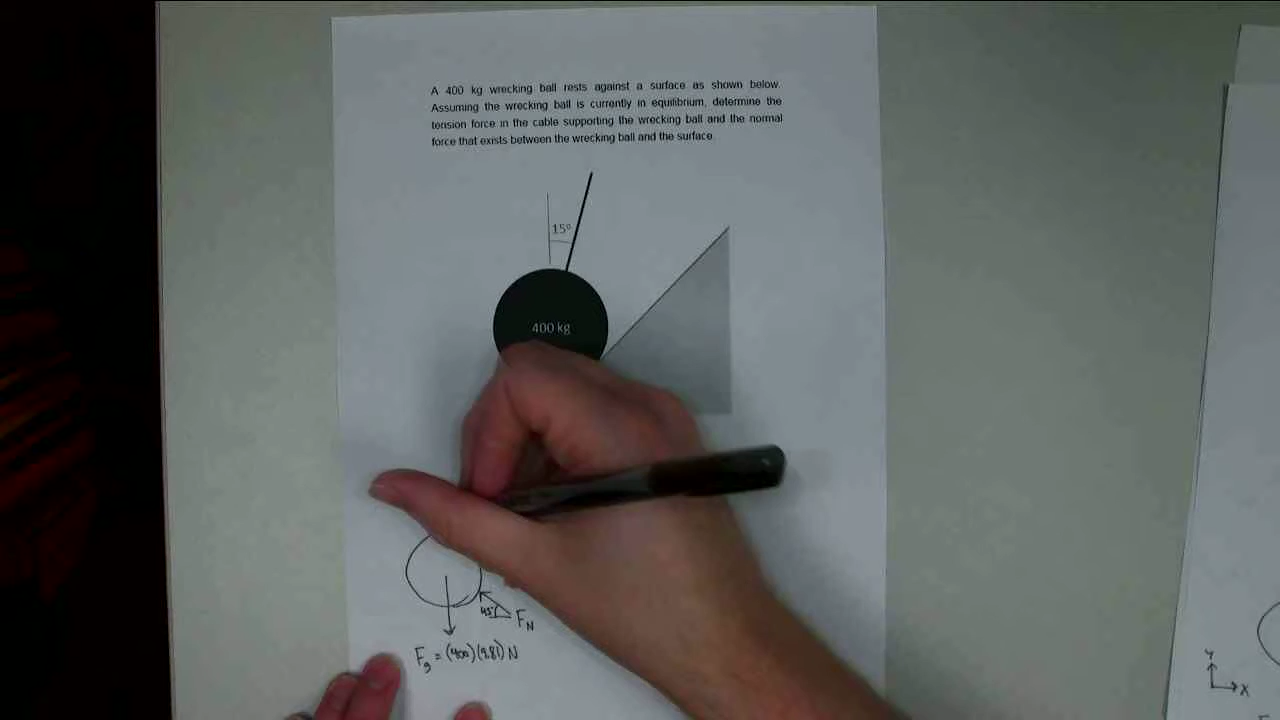 A 400 kg wrecking ball rests against a surface as shown below.
Assuming the wrecking ball is currently in equilibrium, determine the
tension force in the cable supporting the wrecking ball and the normal
force that exists between the wrecking ball and the surface.
15°
400 kg
45°
F_N
F_g = (400)(9.81) N
Y
X